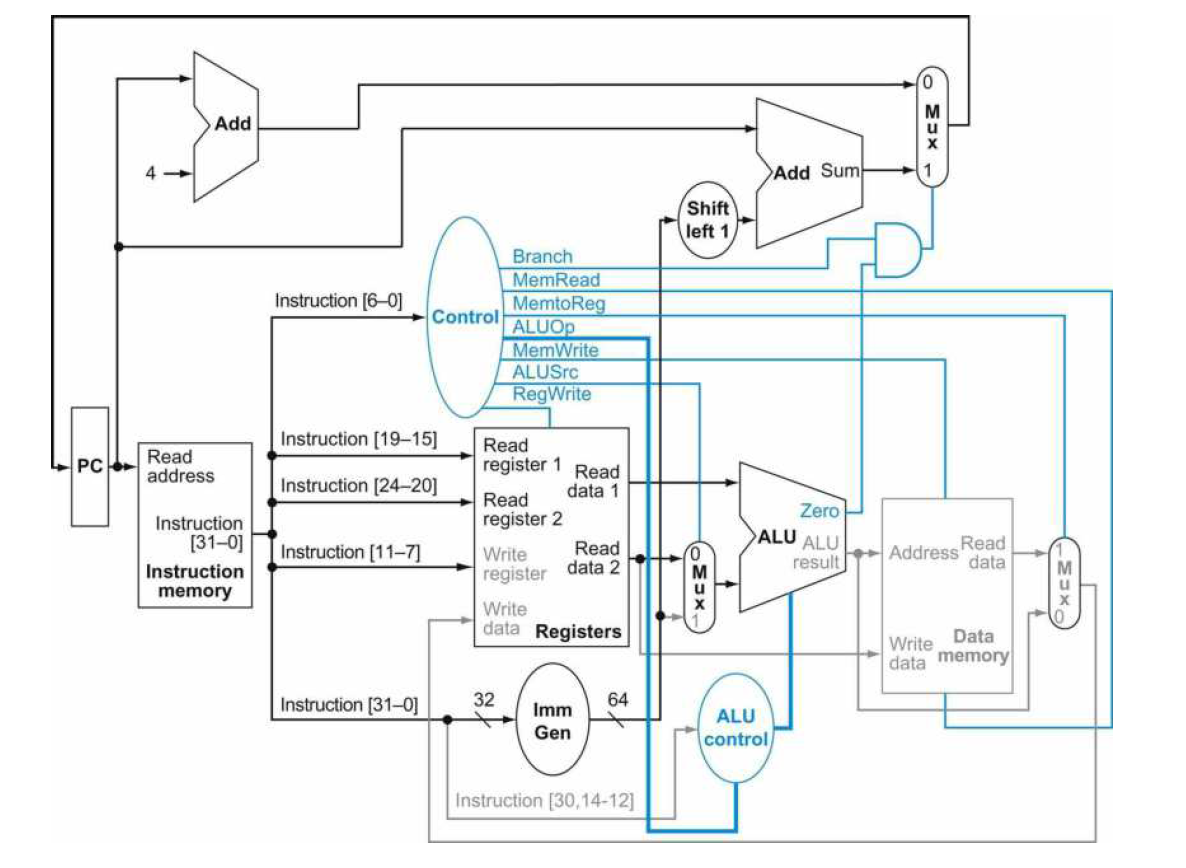 0
M
u
x
1
Add
4
Add Sum
Shift
left 1
Branch
MemRead
Instruction [6–0]
MemtoReg
Control
ALUOp
MemWrite
ALUSrc
RegWrite
PC
Read
address
Instruction
[31–0]
Instruction
memory
Instruction [19–15]
Instruction [24–20]
Instruction [11–7]
Read
register 1
Read
register 2
Write
register
Write
data
Read
data 1
Read
data 2
Registers
0
M
u
x
1
Zero
ALU
ALU
result
Address
Read
data
Write
data
Data
memory
1
M
u
x
0
Instruction [31–0]
32
Imm
Gen
64
ALU
control
Instruction [30,14-12]